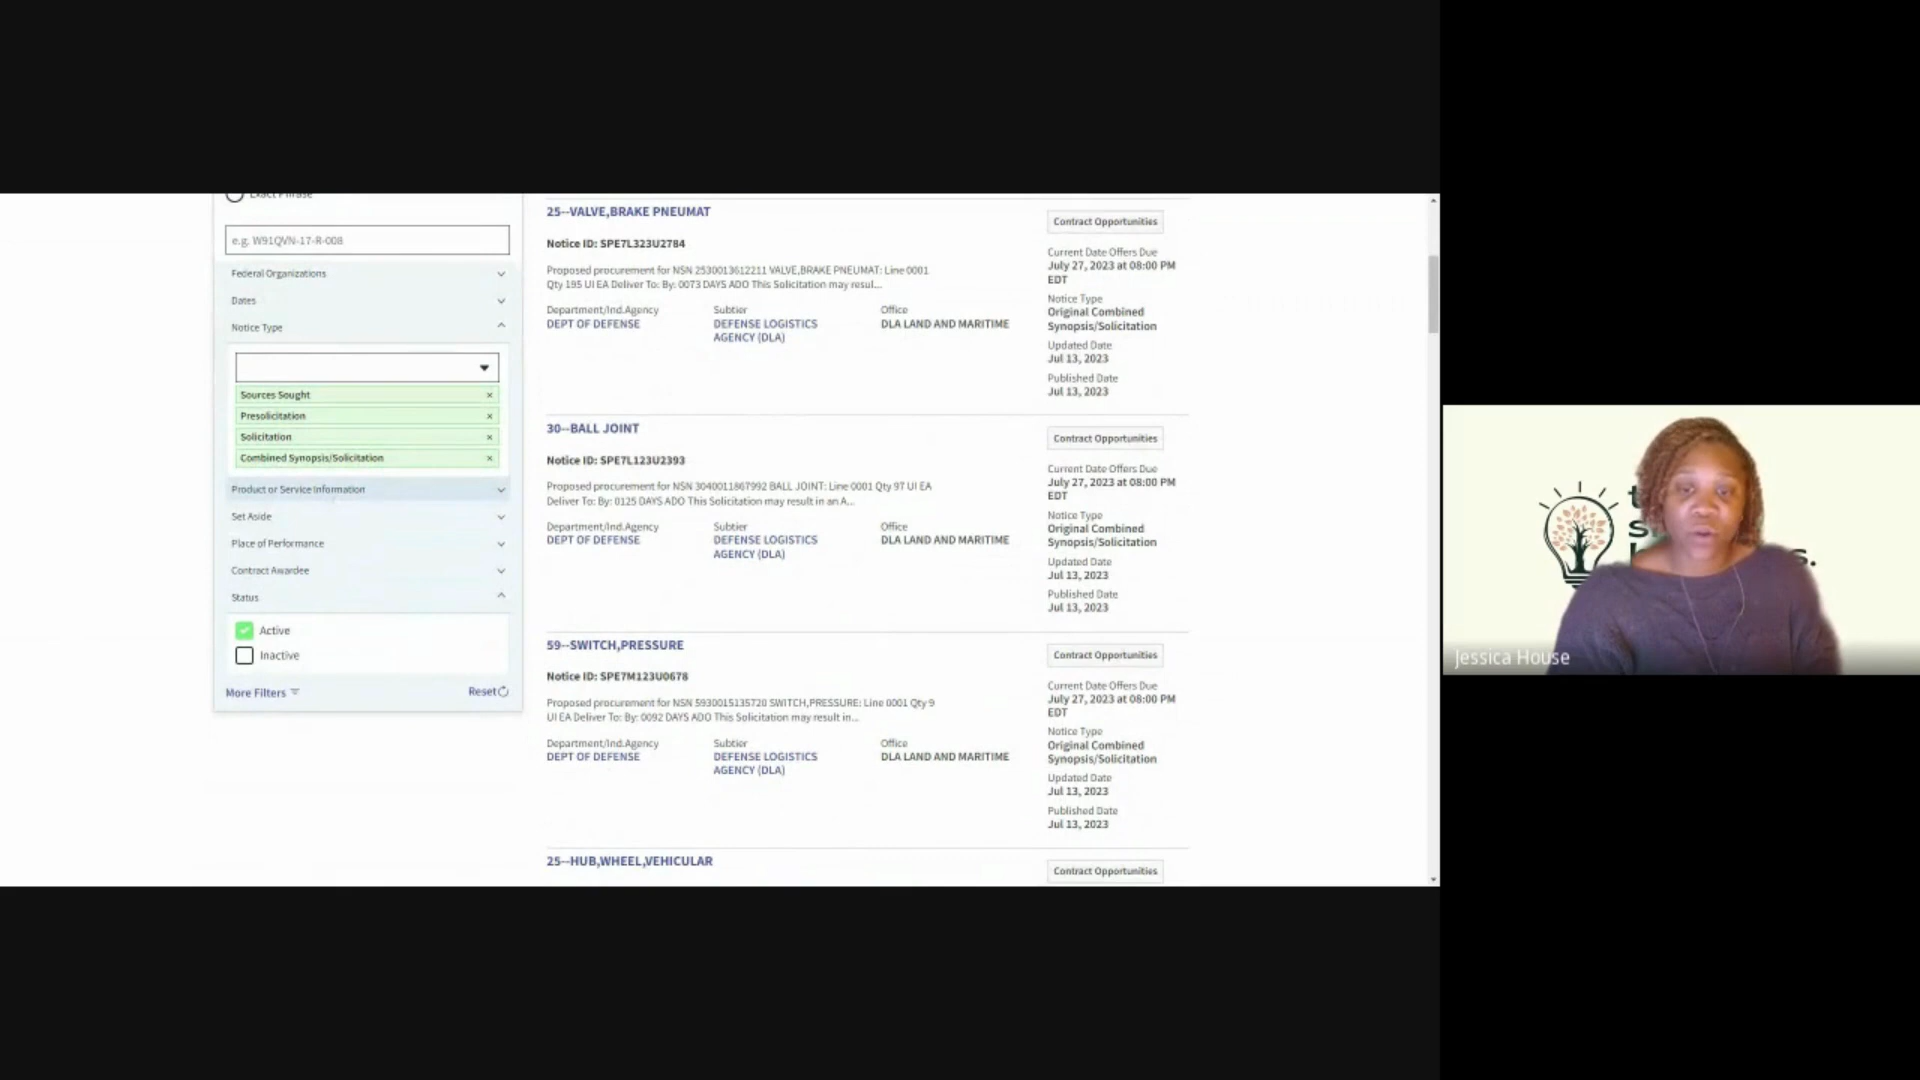 Exact Phrase
e.g. W91QVN-17-R-008
Federal Organizations
Dates
Notice Type
Sources Sought ×
Presolicitation ×
Solicitation ×
Combined Synopsis/Solicitation ×
Product or Service Information
Set Aside
Place of Performance
Contract Awardee
Status
Active
Inactive
More Filters
Reset
25--VALVE,BRAKE PNEUMAT
Notice ID: SPE7L323U2784
Proposed procurement for NSN 2530013612211 VALVE,BRAKE PNEUMAT: Line 0001
Qty 195 UI EA Deliver To: By: 0073 DAYS ADO This Solicitation may resul...
Department/Ind.Agency
DEPT OF DEFENSE
Subtier
DEFENSE LOGISTICS
AGENCY (DLA)
Office
DLA LAND AND MARITIME
Contract Opportunities
Current Date Offers Due
July 27, 2023 at 08:00 PM
EDT
Notice Type
Original Combined
Synopsis/Solicitation
Updated Date
Jul 13, 2023
Published Date
Jul 13, 2023
30--BALL JOINT
Notice ID: SPE7L123U2393
Proposed procurement for NSN 3040011867992 BALL JOINT: Line 0001 Qty 97 UI EA
Deliver To: By: 0125 DAYS ADO This Solicitation may result in an A...
Department/Ind.Agency
DEPT OF DEFENSE
Subtier
DEFENSE LOGISTICS
AGENCY (DLA)
Office
DLA LAND AND MARITIME
Contract Opportunities
Current Date Offers Due
July 27, 2023 at 08:00 PM
EDT
Notice Type
Original Combined
Synopsis/Solicitation
Updated Date
Jul 13, 2023
Published Date
Jul 13, 2023
59--SWITCH,PRESSURE
Notice ID: SPE7M123U0678
Proposed procurement for NSN 5930015135720 SWITCH,PRESSURE: Line 0001 Qty 9
UI EA Deliver To: By: 0092 DAYS ADO This Solicitation may result in...
Department/Ind.Agency
DEPT OF DEFENSE
Subtier
DEFENSE LOGISTICS
AGENCY (DLA)
Office
DLA LAND AND MARITIME
Contract Opportunities
Current Date Offers Due
July 27, 2023 at 08:00 PM
EDT
Notice Type
Original Combined
Synopsis/Solicitation
Updated Date
Jul 13, 2023
Published Date
Jul 13, 2023
25--HUB,WHEEL,VEHICULAR
Contract Opportunities
Jessica House